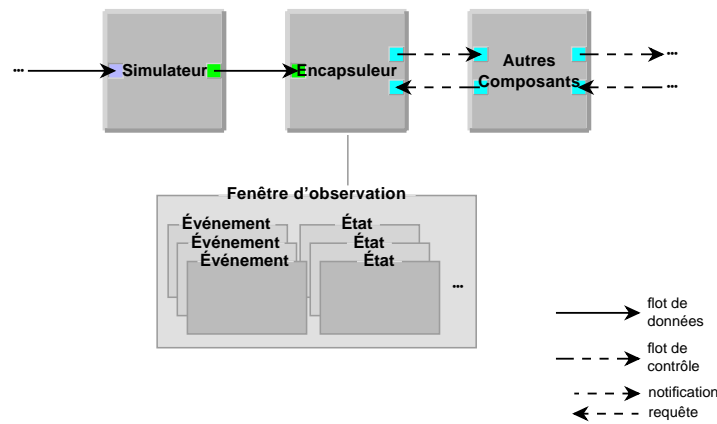 Simulateur
Encapsuleur
Autres
Composants
...
...
...
Fenêtre d'observation
Événement
État
Événement
État
Événement
État
...
flot de
données
flot de
contrôle
notification
requête